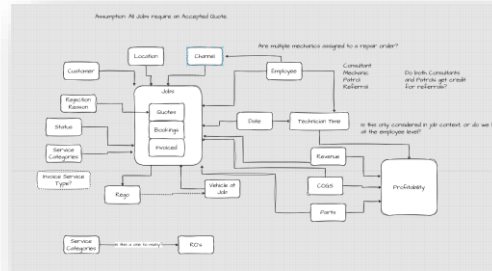 Assumption: All Jobs require an Accepted Quote
Location
Channel
Are multiple mechanics assigned to a repair order?
Customer
Employee
Consultant
Mechanic
Patrol
Referral
Do both Consultants
and Patrols get credit
for referrals?
Jobs
Rejection
Reason
Quotes
Status
Bookings
Date
Technician Time
Is this only considered in job context or do we
at the employee level?
Service
Categories
Invoiced
Revenue
Invoice Service
Type?
Rego
Vehicle of
Job
COGS
Profitability
Parts
Service
Categories
ROs